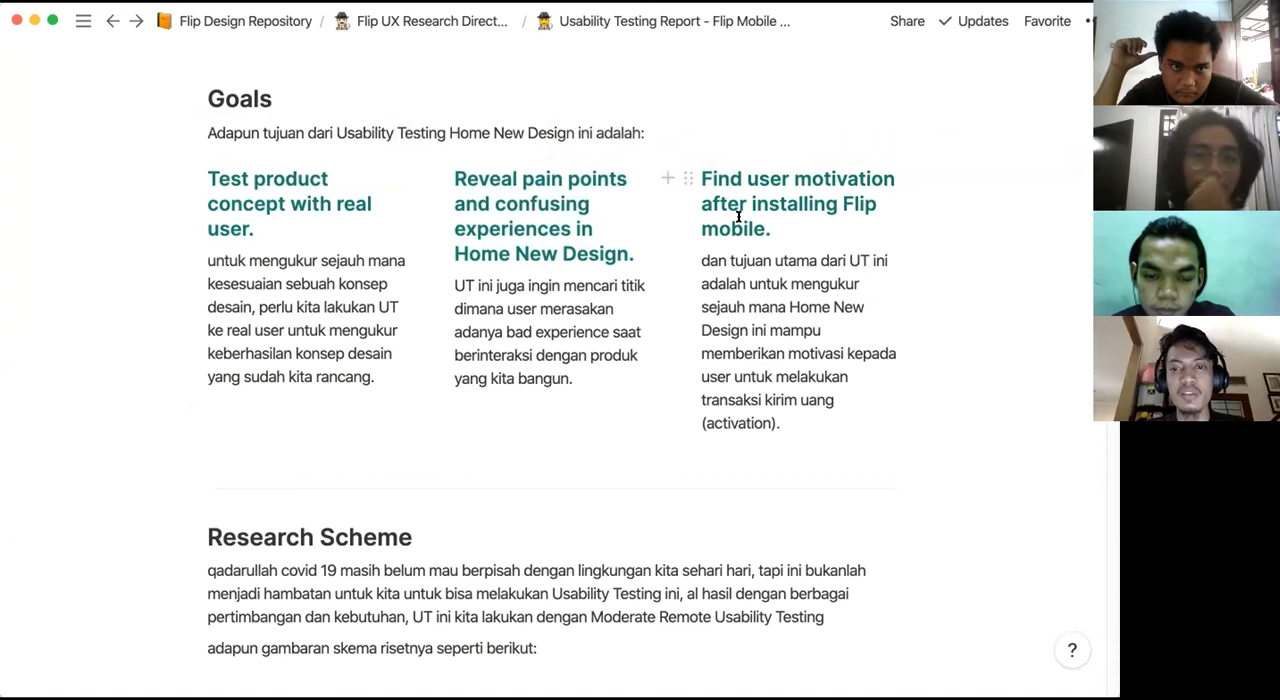 Flip Design Repository / Flip UX Research Direct... / Usability Testing Report - Flip Mobile ... Share Updates Favorite
Goals
Adapun tujuan dari Usability Testing Home New Design ini adalah:
Test product
concept with real
user.
untuk mengukur sejauh mana
kesesuaian sebuah konsep
desain, perlu kita lakukan UT
ke real user untuk mengukur
keberhasilan konsep desain
yang sudah kita rancang.
Reveal pain points
and confusing
experiences in
Home New Design.
UT ini juga ingin mencari titik
dimana user merasakan
adanya bad experience saat
berinteraksi dengan produk
yang kita bangun.
Find user motivation
after installing Flip
mobile.
dan tujuan utama dari UT ini
adalah untuk mengukur
sejauh mana Home New
Design ini mampu
memberikan motivasi kepada
user untuk melakukan
transaksi kirim uang
(activation).
Research Scheme
qadarullah covid 19 masih belum mau berpisah dengan lingkungan kita sehari hari, tapi ini bukanlah
menjadi hambatan untuk kita untuk bisa melakukan Usability Testing ini, al hasil dengan berbagai
pertimbangan dan kebutuhan, UT ini kita lakukan dengan Moderate Remote Usability Testing
adapun gambaran skema risetnya seperti berikut:
?